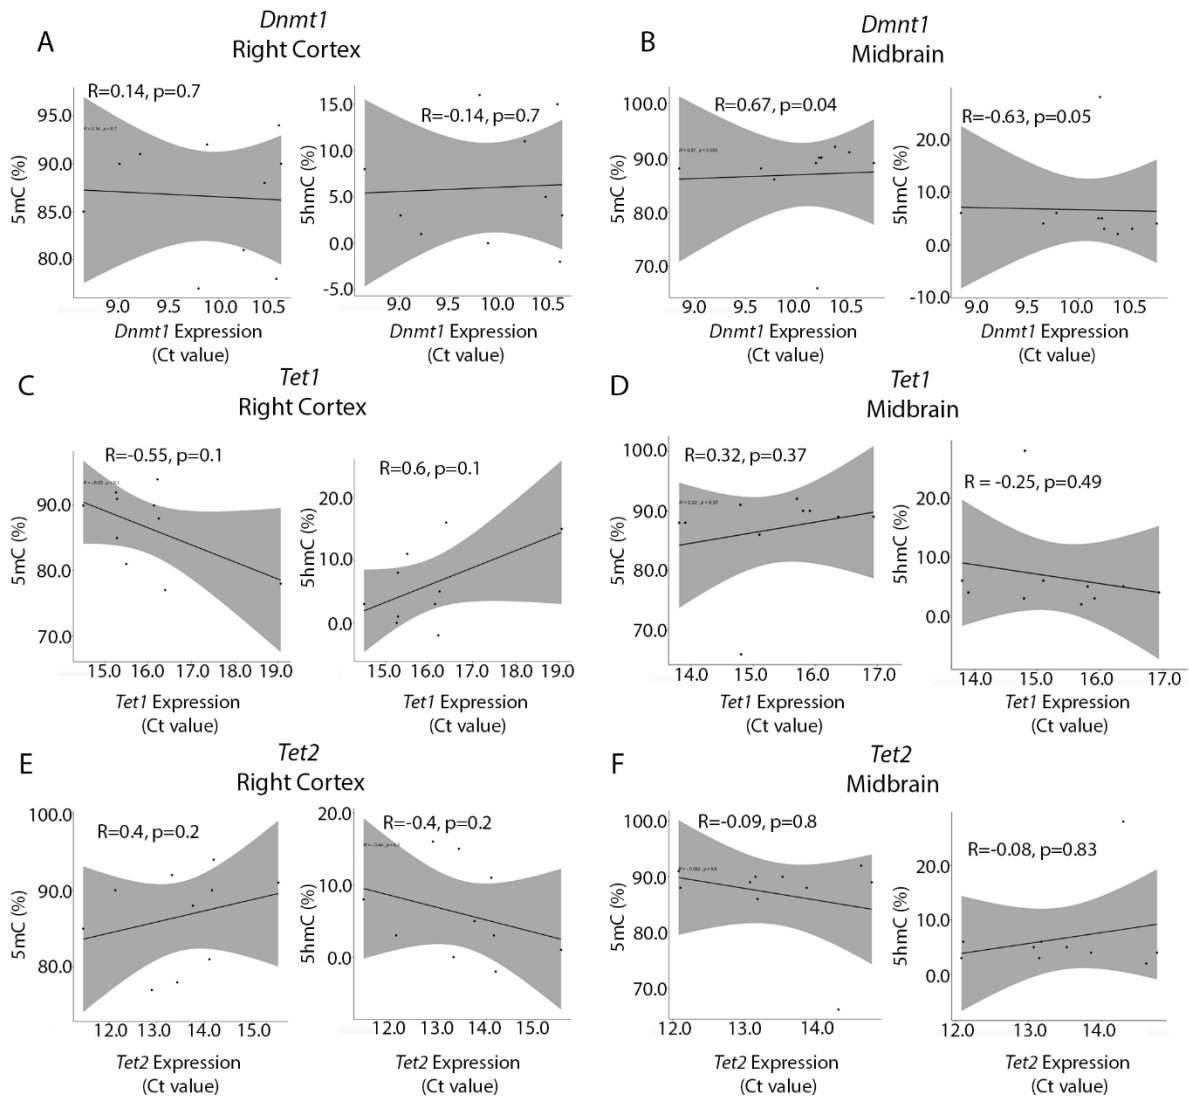 A
Dnmt1
Right Cortex
R=0.14, p=0.7
R=0.14, p=0.7
95.0
90.0
85.0
80.0
5mC (%)
9.0 9.5 10.0 10.5
Dnmt1 Expression
(Ct value)
R=-0.14, p=0.7
15.0
10.0
5.0
0.0
-5.0
5hmC (%)
9.0 9.5 10.0 10.5
Dnmt1 Expression
(Ct value)
B
Dmnt1
Midbrain
R=0.67, p=0.04
100.0
90.0
80.0
70.0
5mC (%)
9.0 9.5 10.0 10.5
Dnmt1 Expression
(Ct value)
R=-0.63, p=0.05
20.0
10.0
0.0
-10.0
5hmC (%)
9.0 9.5 10.0 10.5
Dnmt1 Expression
(Ct value)
C
Tet1
Right Cortex
R=-0.55, p=0.1
90.0
80.0
70.0
5mC (%)
15.0 16.0 17.0 18.0 19.0
Tet1 Expression
(Ct value)
R=0.6, p=0.1
20.0
10.0
0.0
5hmC (%)
15.0 16.0 17.0 18.0 19.0
Tet1 Expression
(Ct value)
D
Tet1
Midbrain
R=0.32, p=0.37
R=0.32, p=0.37
100.0
90.0
80.0
70.0
5mC (%)
14.0 15.0 16.0 17.0
Tet1 Expression
(Ct value)
R = -0.25, p=0.49
20.0
10.0
0.0
5hmC (%)
14.0 15.0 16.0 17.0
Tet1 Expression
(Ct value)
E
Tet2
Right Cortex
R=0.4, p=0.2
100.0
90.0
80.0
5mC (%)
12.0 13.0 14.0 15.0
Tet2 Expression
(Ct value)
R=-0.4, p=0.2
20.0
10.0
0.0
5hmC (%)
12.0 13.0 14.0 15.0
Tet2 Expression
(Ct value)
F
Tet2
Midbrain
R=-0.09, p=0.8
100.0
90.0
80.0
70.0
5mC (%)
12.0 13.0 14.0
Tet2 Expression
(Ct value)
R=-0.08, p=0.83
20.0
10.0
0.0
5hmC (%)
12.0 13.0 14.0
Tet2 Expression
(Ct value)